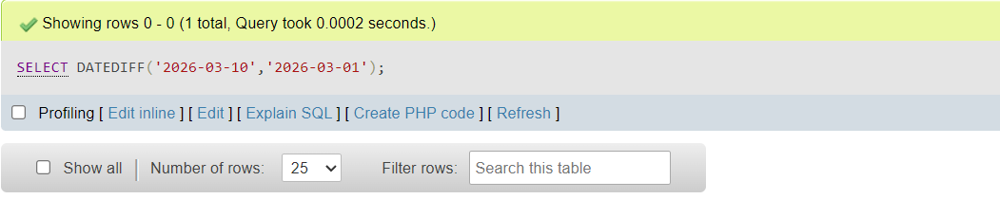 Showing rows 0 - 0 (1 total, Query took 0.0002 seconds.)
SELECT DATEDIFF('2026-03-10','2026-03-01');
Profiling [ Edit inline ] [ Edit ] [ Explain SQL ] [ Create PHP code ] [ Refresh ]
Show all Number of rows: 25 Filter rows: Search this table